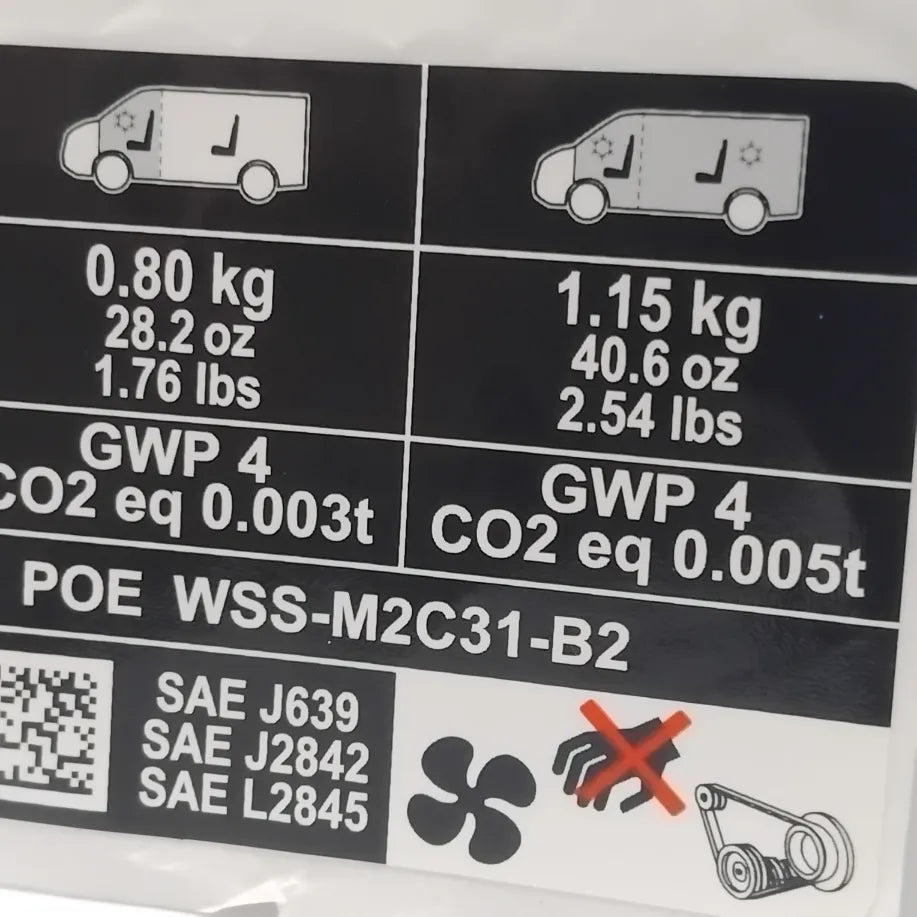 0.80 kg
28.2 oz
1.76 lbs
1.15 kg
40.6 oz
2.54 lbs
GWP 4
CO2 eq 0.003t
GWP 4
CO2 eq 0.005t
POE WSS-M2C31-B2
SAE J639
SAE J2842
SAE L2845